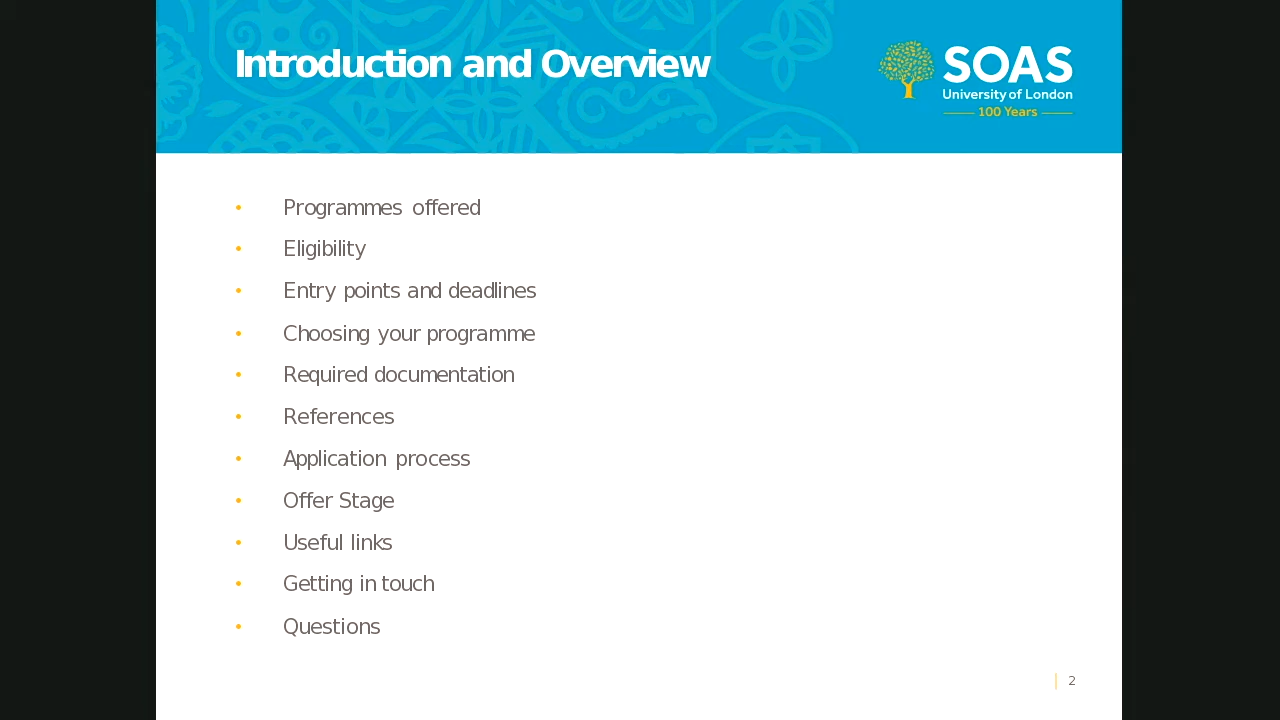 Introduction and Overview
SOAS
University of London
100 Years
• Programmes offered
• Eligibility
• Entry points and deadlines
• Choosing your programme
• Required documentation
• References
• Application process
• Offer Stage
• Useful links
• Getting in touch
• Questions
2